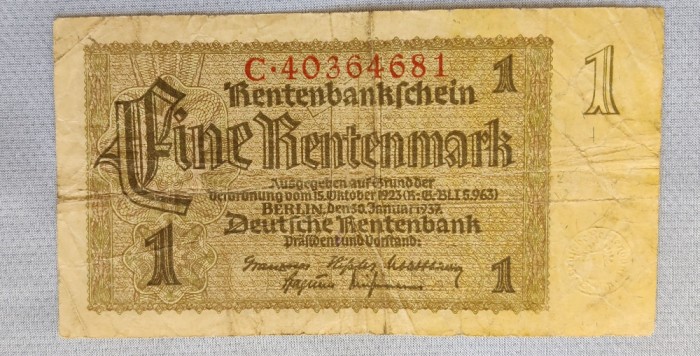 C·40364681
1
1
Rentenbankschein
Eine Rentenmark
Ausgegeben auf Grund der
Verordnung vom 15. Oktober 1923 (R. G. Bl. I S. 963)
BERLIN, den 30. Januar 1937.
Deutsche Rentenbank
Präsident und Vorstand:
1
1